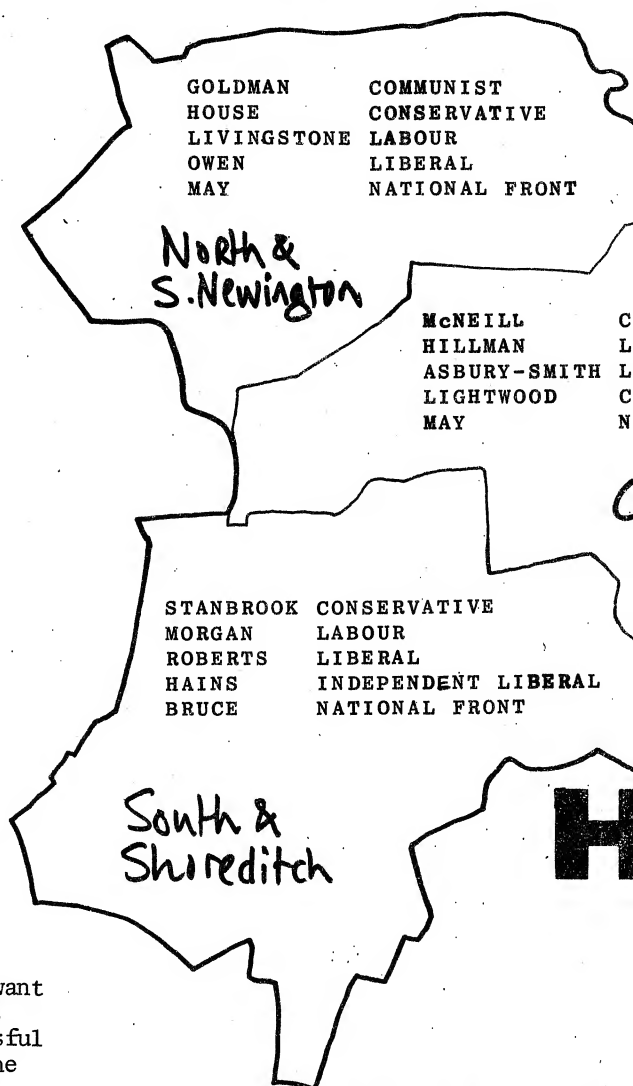 GOLDMAN COMMUNIST
HOUSE CONSERVATIVE
LIVINGSTONE LABOUR
OWEN LIBERAL
MAY NATIONAL FRONT
North &
S. Newington
McNEILL C
HILLMAN L
ASBURY-SMITH L
LIGHTWOOD C
MAY N
STANBROOK CONSERVATIVE
MORGAN LABOUR
ROBERTS LIBERAL
HAINS INDEPENDENT LIBERAL
BRUCE NATIONAL FRONT
South &
Shoreditch
H
want
sful
ne